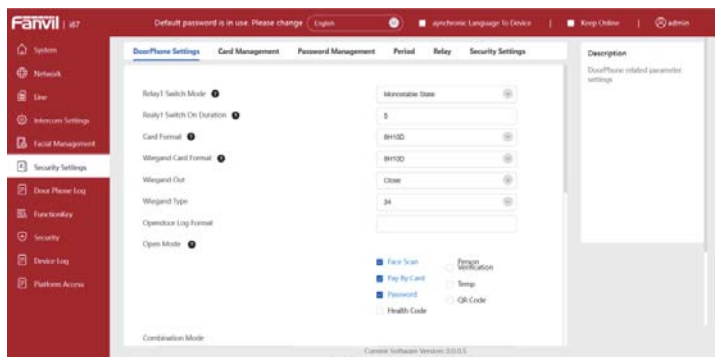 Fanvil | i67
Default password is in use. Please change
English
aynchronic Language To Device
|
Keep Online
|
admin
System
Network
Line
Intercom Settings
Facial Management
Security Settings
Door Phone Log
FunctionKey
Security
Device Log
Platform Access
DoorPhone Settings Card Management Password Management Period Relay Security Settings
Relay1 Switch Mode ? Monostable State
Realy1 Switch On Duration ? 5
Card Format ? 8H10D
Wiegand Card Format ? 8H10D
Wiegand Out Close
Wiegand Type 34
Opendoor Log Format
Open Mode ?
Face Scan Person Verification
Pay By Card Temp
Password QR Code
Health Code
Combination Mode
Current Software Version: 0.0.0.5
Description
DoorPhone related parameter
settings